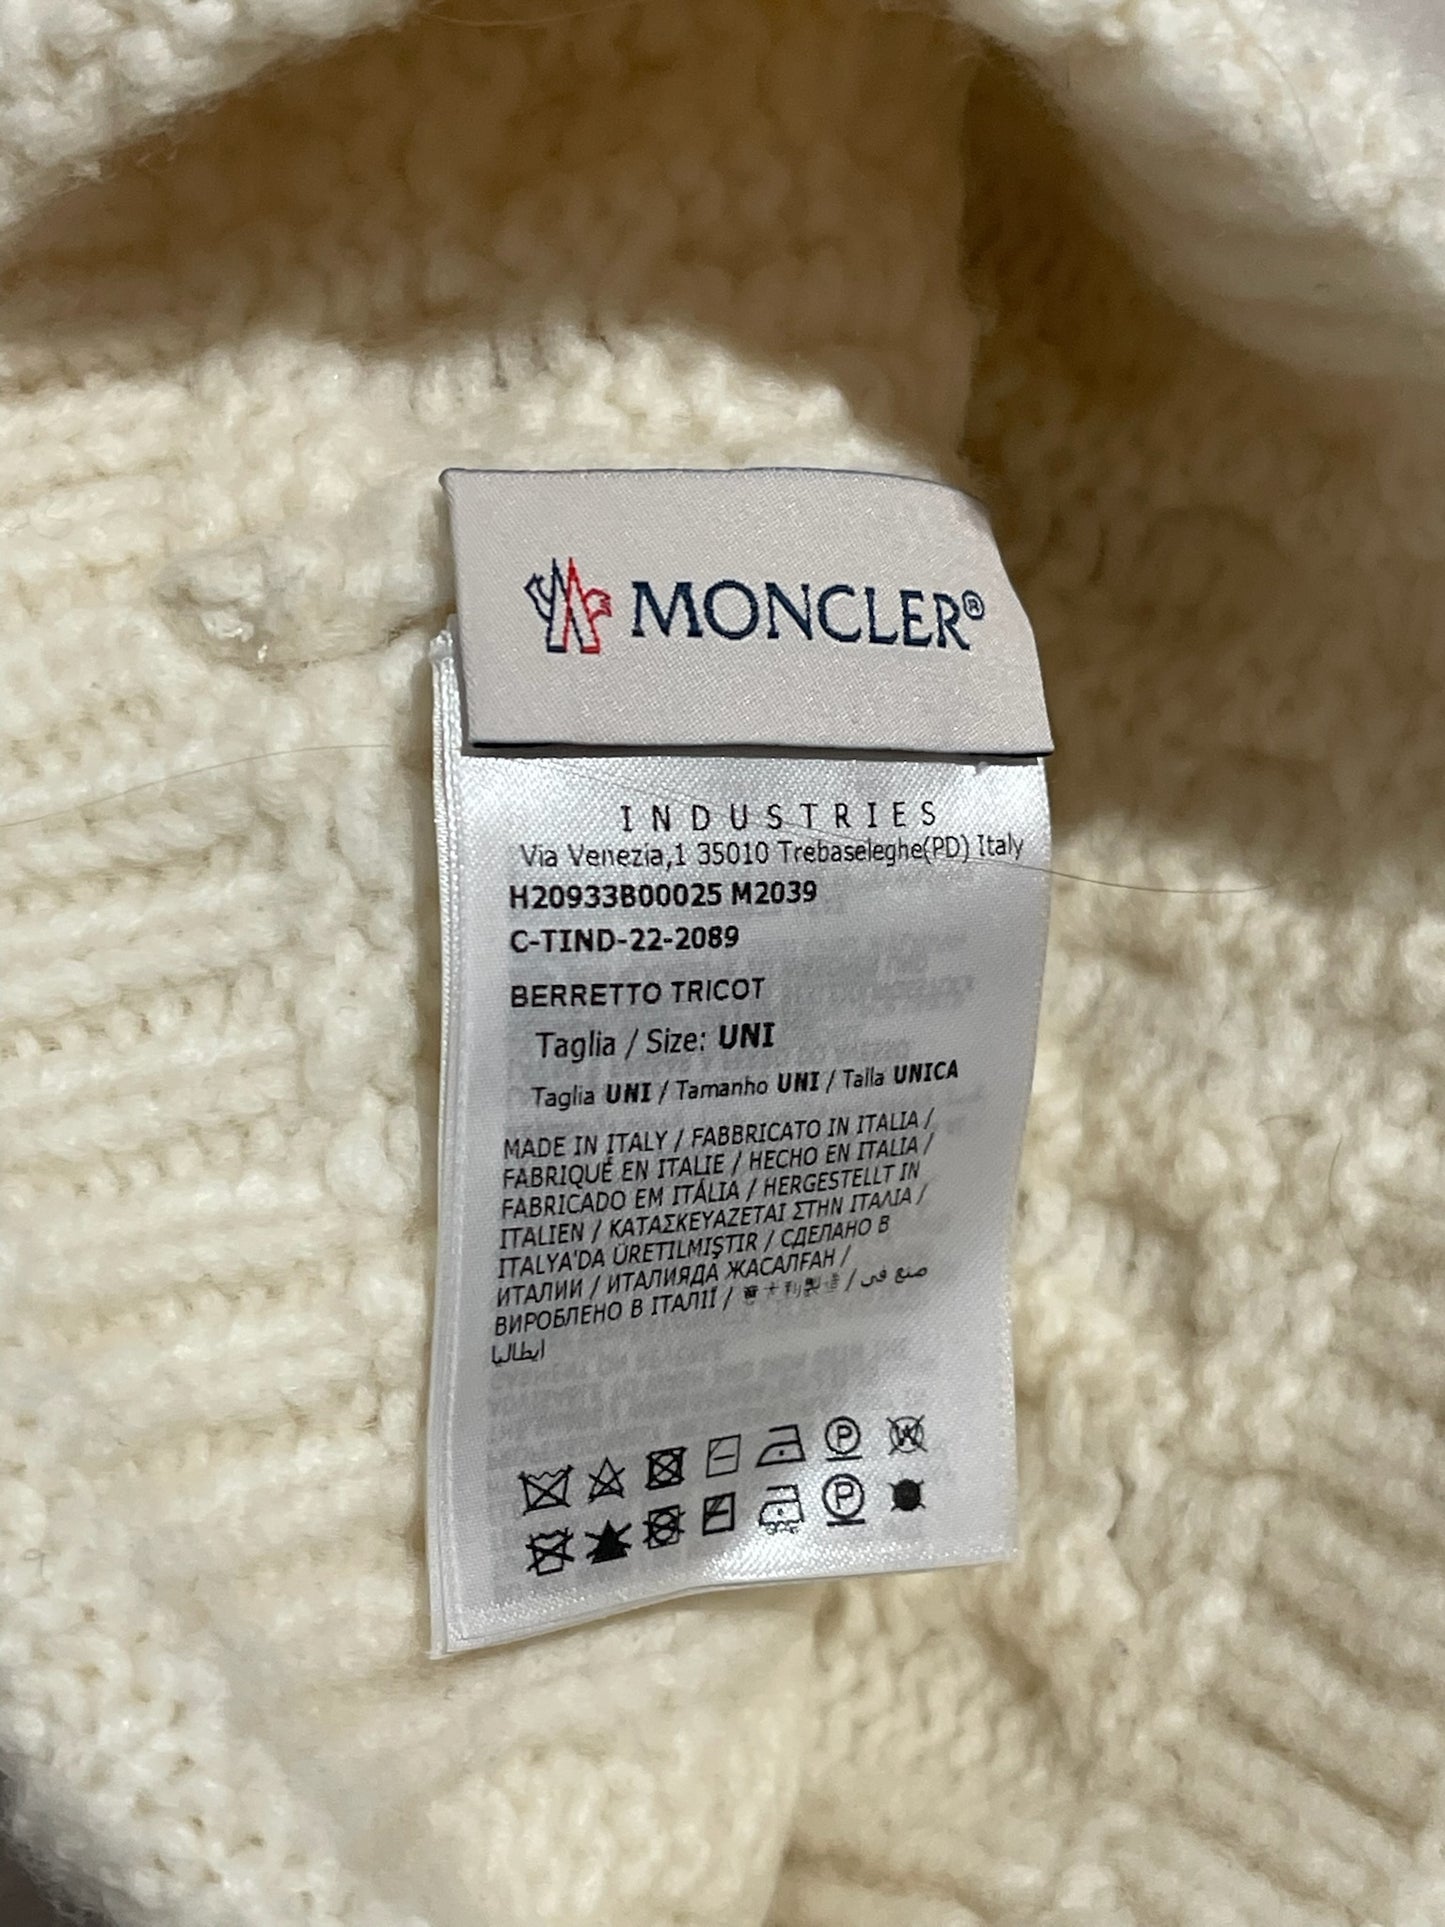 MONCLER®
INDUSTRIES
Via Venezia,1 35010 Trebaseleghe(PD) Italy
H20933B00025 M2039
C-TIND-22-2089
BERRETTO TRICOT
Taglia / Size: UNI
Taglia UNI / Tamanho UNI / Talla UNICA
MADE IN ITALY / FABBRICATO IN ITALIA /
FABRIQUÉ EN ITALIE / HECHO EN ITALIA /
FABRICADO EM ITÁLIA / HERGESTELLT IN
ITALIEN / ΚΑΤΑΣΚΕΥΑΖΕΤΑΙ ΣΤΗΝ ΙΤΑΛΙΑ /
ITALYA'DA ÜRETILMIŞTIR / СДЕЛАНО В
ИТАЛИИ / ИТАЛИЯДА ЖАСАЛҒАН /
ВИРОБЛЕНО В ІТАЛІЇ / / صنع في
ايطاليا
P W
P